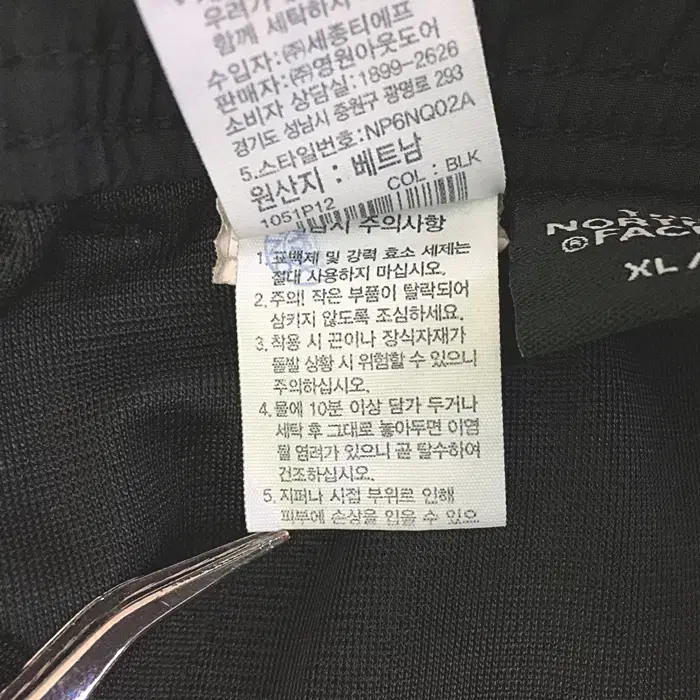 우려가
함께 세탁하지
수입자:㈜세종티에프
판매자:㈜영원아웃도어
소비자 상담실:1899-2626
경기도 성남시 중원구 광명로 293
5.스타일번호:NP6NQ02A
원산지 : 베트남
COL : BLK
1051P12
주의사항
1. 표백제 및 강력 효소 세제는
절대 사용하지 마십시오.
2. 주의! 작은 부품이 탈락되어
삼키지 않도록 조심하세요.
3. 착용 시 끈이나 장식자재가
돌발 상황 시 위험할 수 있으니
주의하십시오.
4. 물에 10분 이상 담가 두거나
세탁 후 그대로 놓아두면 이염
될 염려가 있으니 곧 탈수하여
건조하십시오.
5. 지퍼나 시접 부위로 인해
피부에 손상을 입을 수 있으
NORTH
FACE
XL /